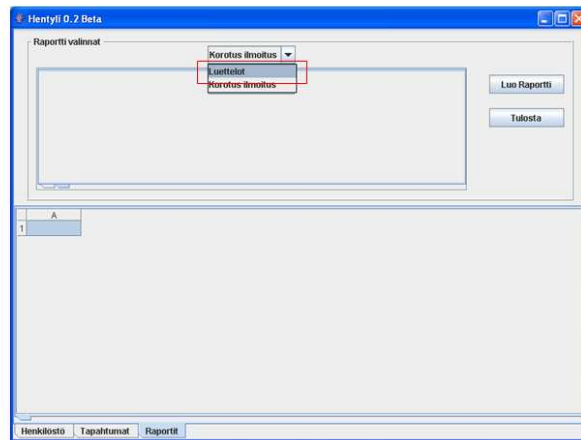 Hentyli 0.2 Beta
Raportti valinnat
Korotus ilmoitus
Luettelot
Korotus ilmoitus
Luo Raportti
Tulosta
A
1
Henkilöstö Tapahtumat Raportit